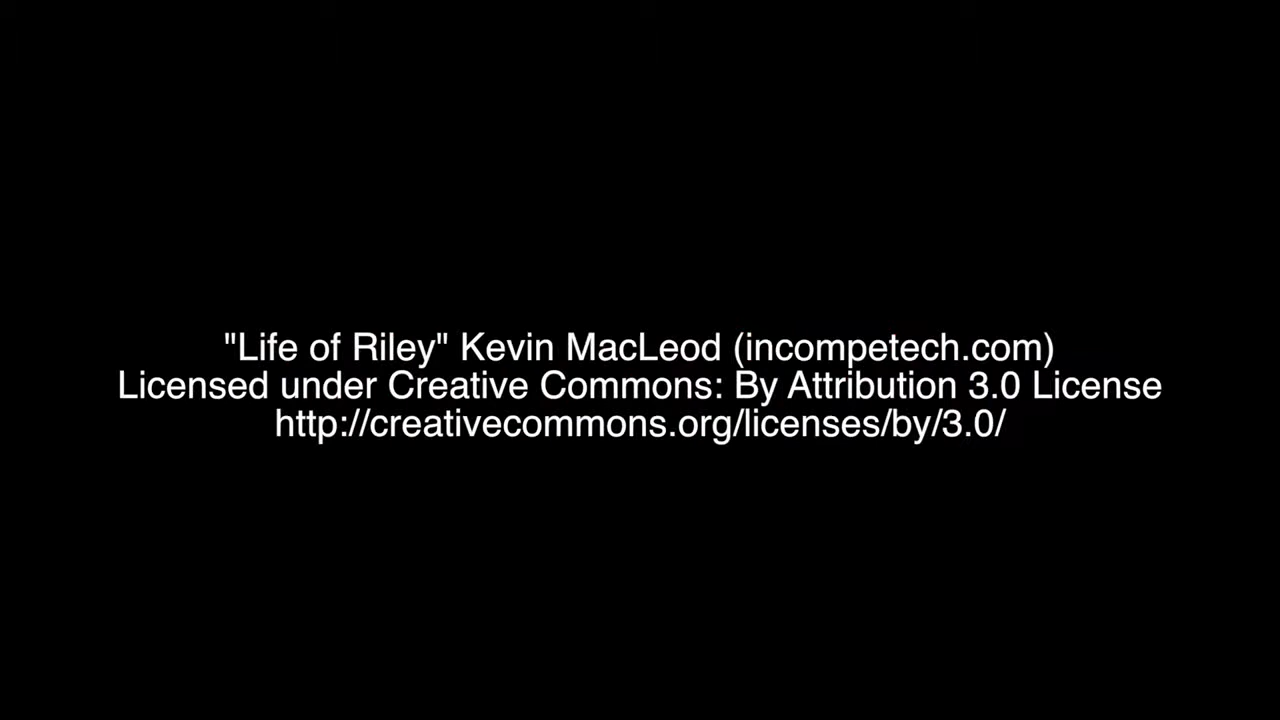 "Life of Riley" Kevin MacLeod (incompetech.com)
Licensed under Creative Commons: By Attribution 3.0 License
http://creativecommons.org/licenses/by/3.0/